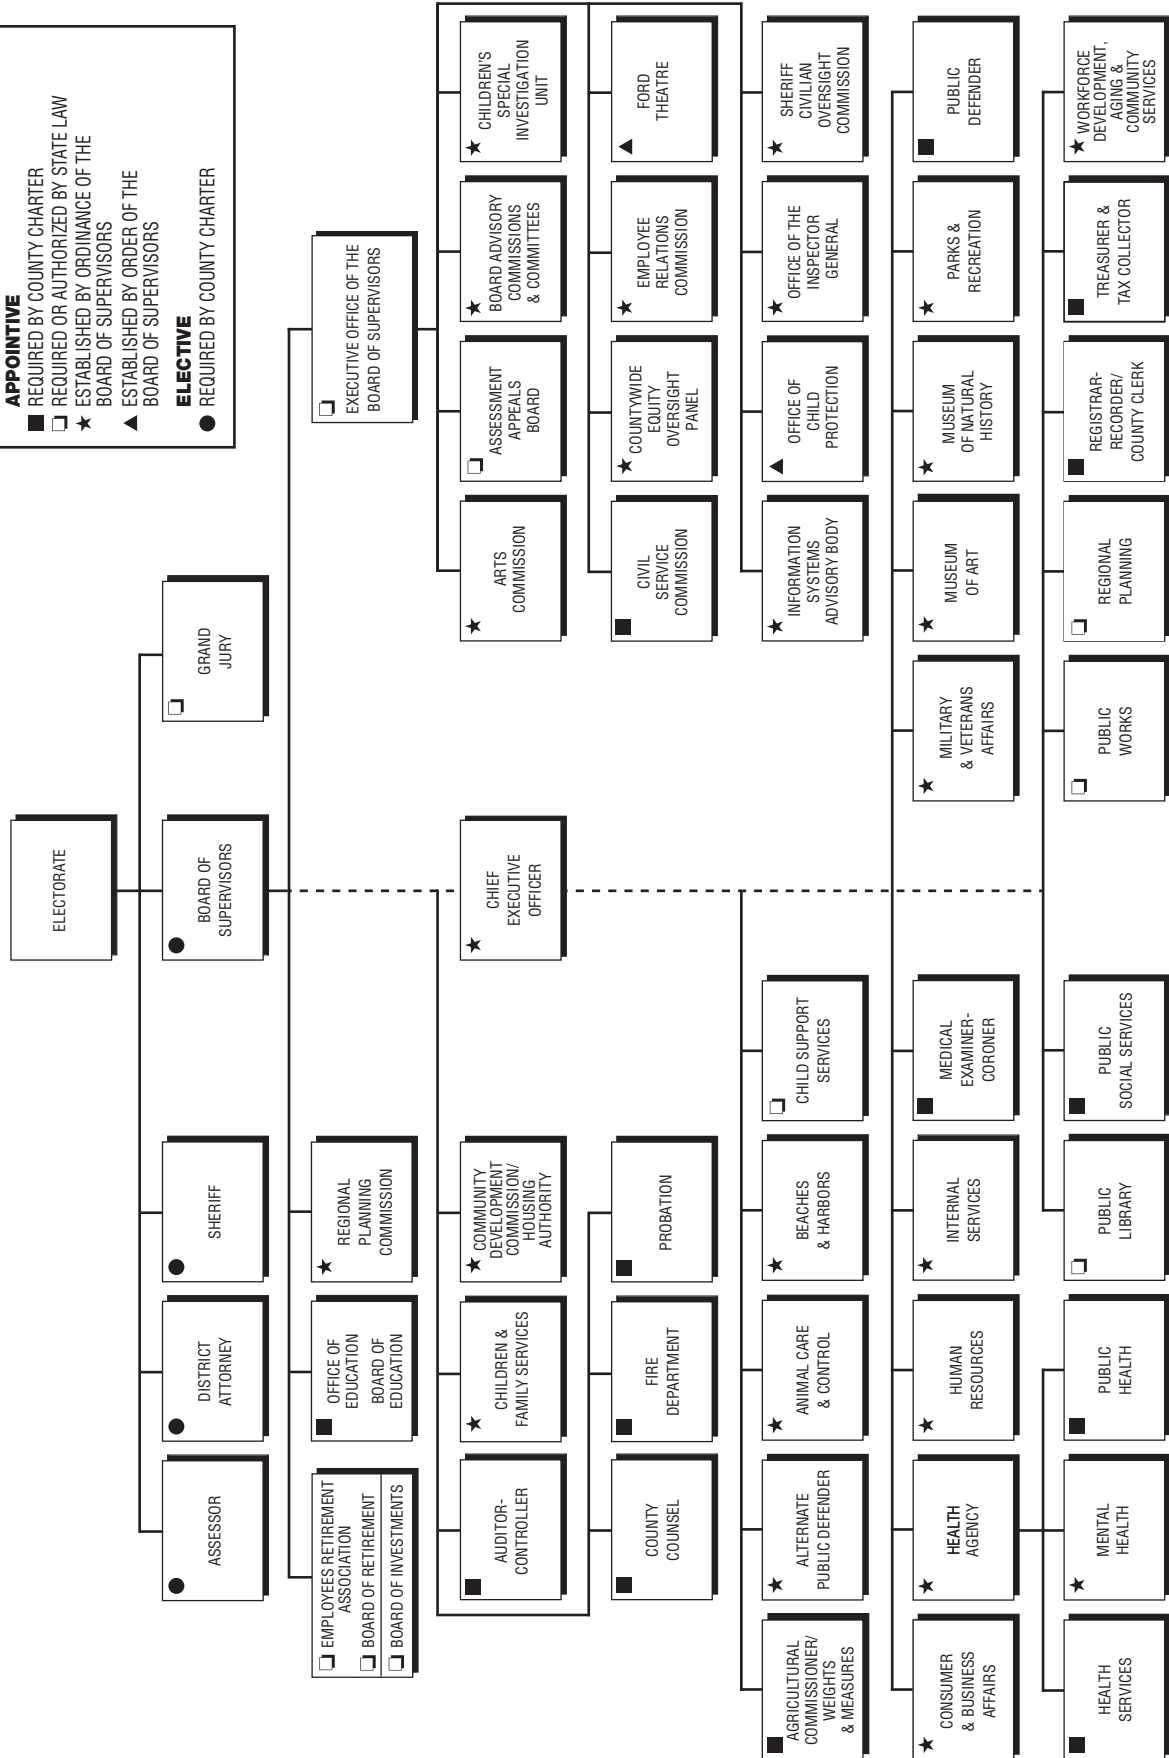 APPOINTIVE
REQUIRED BY COUNTY CHARTER
REQUIRED OR AUTHORIZED BY STATE LAW
ESTABLISHED BY ORDINANCE OF THE
BOARD OF SUPERVISORS
ESTABLISHED BY ORDER OF THE
BOARD OF SUPERVISORS
ELECTIVE
REQUIRED BY COUNTY CHARTER
ELECTORATE
ASSESSOR
DISTRICT
ATTORNEY
SHERIFF
BOARD OF
SUPERVISORS
GRAND
JURY
EMPLOYEES RETIREMENT
ASSOCIATION
BOARD OF RETIREMENT
BOARD OF INVESTMENTS
OFFICE OF
EDUCATION
BOARD OF
EDUCATION
REGIONAL
PLANNING
COMMISSION
EXECUTIVE OFFICE OF THE
BOARD OF SUPERVISORS
AUDITOR-
CONTROLLER
CHILDREN &
FAMILY SERVICES
COMMUNITY
DEVELOPMENT
COMMISSION/
HOUSING
AUTHORITY
CHIEF
EXECUTIVE
OFFICER
ARTS
COMMISSION
ASSESSMENT
APPEALS
BOARD
BOARD ADVISORY
COMMISSIONS
& COMMITTEES
CHILDREN'S
SPECIAL
INVESTIGATION
UNIT
COUNTY
COUNSEL
FIRE
DEPARTMENT
PROBATION
CIVIL
SERVICE
COMMISSION
COUNTYWIDE
EQUITY
OVERSIGHT
PANEL
EMPLOYEE
RELATIONS
COMMISSION
FORD
THEATRE
AGRICULTURAL
COMMISSIONER/
WEIGHTS
& MEASURES
ALTERNATE
PUBLIC DEFENDER
ANIMAL CARE
& CONTROL
BEACHES
& HARBORS
CHILD SUPPORT
SERVICES
INFORMATION
SYSTEMS
ADVISORY BODY
OFFICE OF
CHILD
PROTECTION
OFFICE OF THE
INSPECTOR
GENERAL
SHERIFF
CIVILIAN
OVERSIGHT
COMMISSION
CONSUMER
& BUSINESS
AFFAIRS
HEALTH
AGENCY
HUMAN
RESOURCES
INTERNAL
SERVICES
MEDICAL
EXAMINER-
CORONER
MILITARY
& VETERANS
AFFAIRS
MUSEUM
OF ART
MUSEUM
OF NATURAL
HISTORY
PARKS &
RECREATION
PUBLIC
DEFENDER
HEALTH
SERVICES
MENTAL
HEALTH
PUBLIC
HEALTH
PUBLIC
LIBRARY
PUBLIC
SOCIAL SERVICES
PUBLIC
WORKS
REGIONAL
PLANNING
REGISTRAR-
RECORDER/
COUNTY CLERK
TREASURER &
TAX COLLECTOR
WORKFORCE
DEVELOPMENT,
AGING &
COMMUNITY
SERVICES